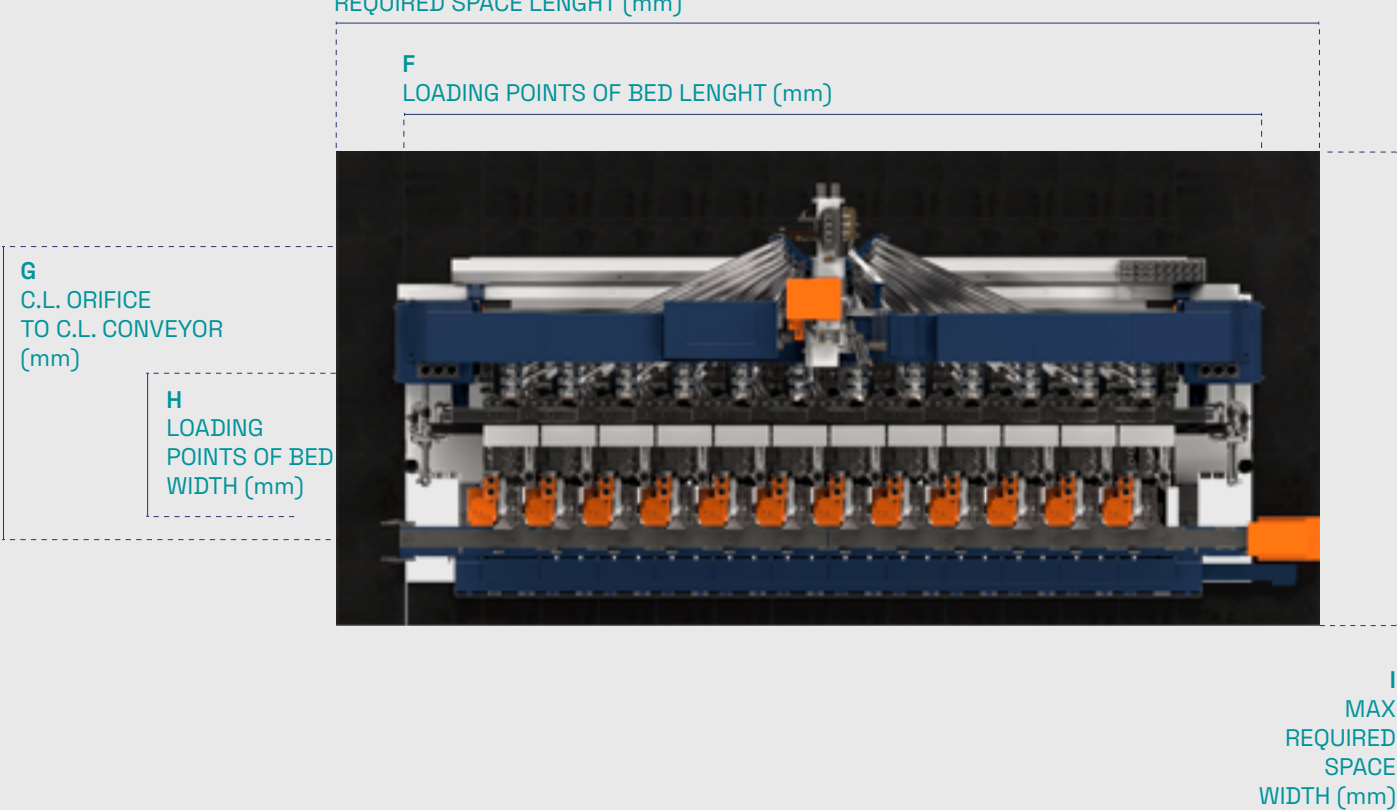 REQUIRED SPACE LENGHT (mm)
F
LOADING POINTS OF BED LENGHT (mm)
G
C.L. ORIFICE
TO C.L. CONVEYOR
(mm)
H
LOADING
POINTS OF BED
WIDTH (mm)
I
MAX
REQUIRED
SPACE
WIDTH (mm)